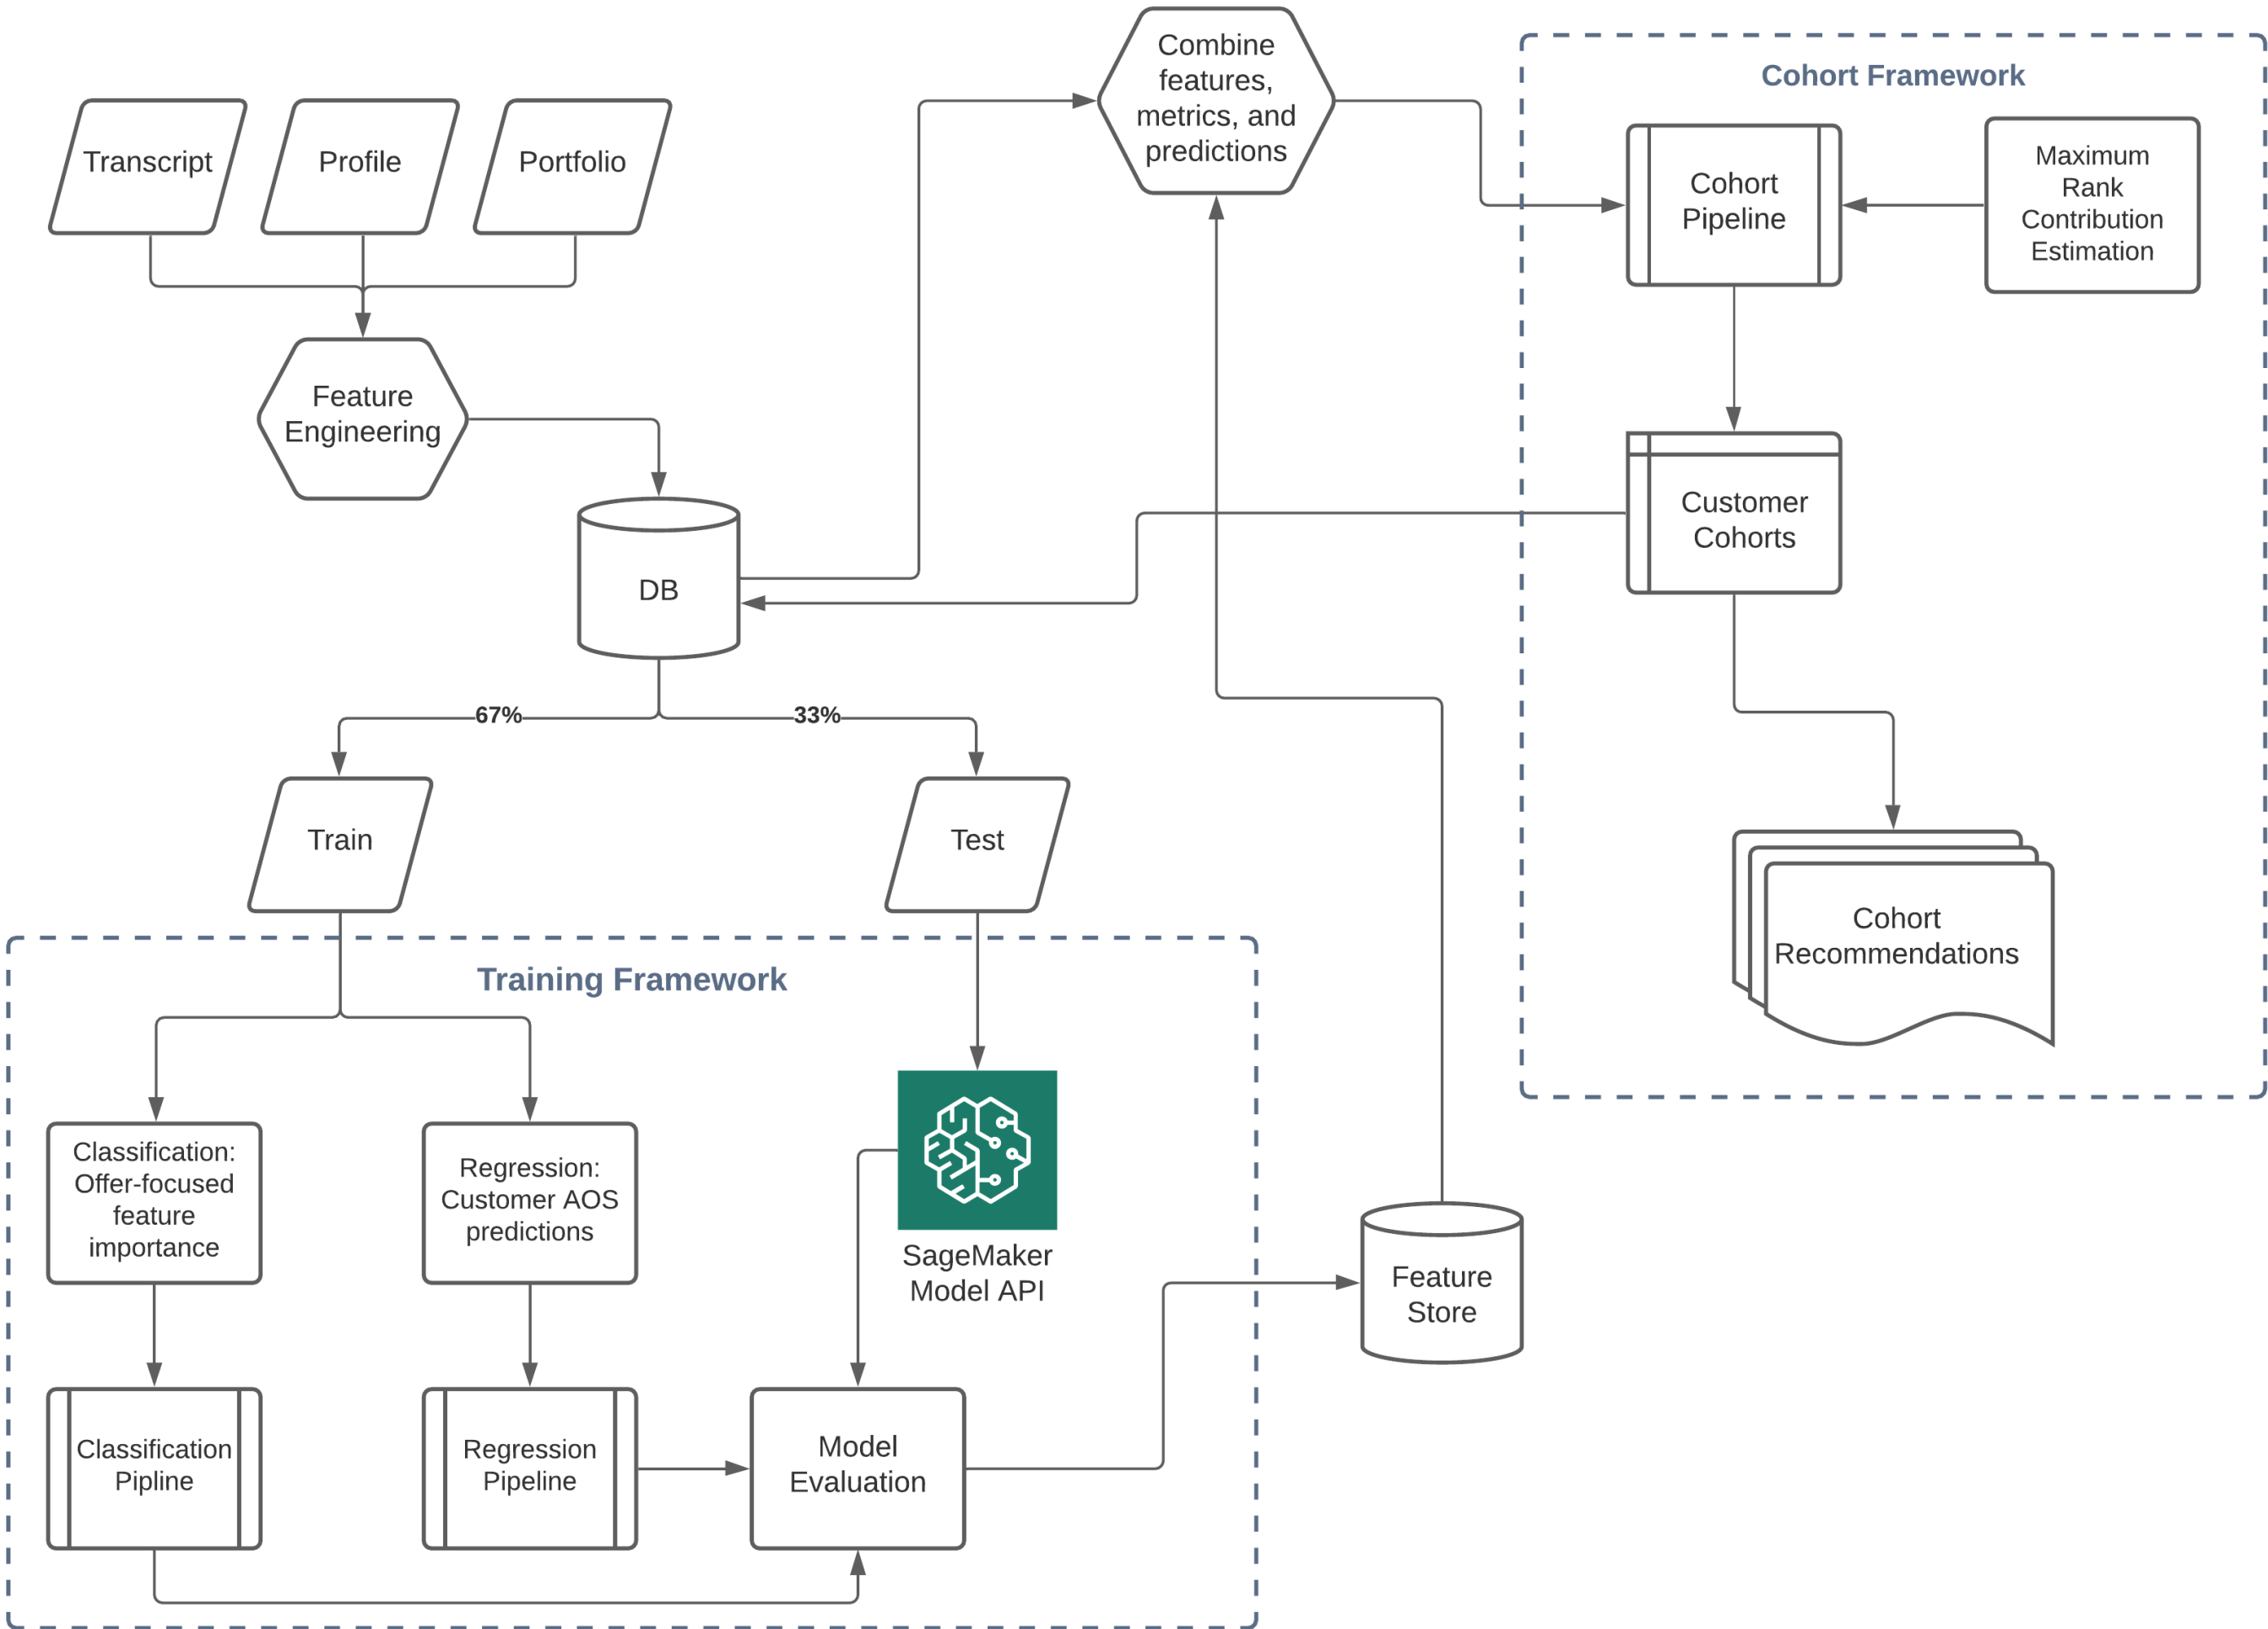 Combine
features,
metrics, and
predictions
Cohort Framework
Transcript
Profile
Portfolio
Cohort
Pipeline
Maximum
Rank
Contribution
Estimation
Feature
Engineering
Customer
Cohorts
DB
67%
33%
Train
Test
Cohort
Recommendations
Training Framework
Classification:
Offer-focused
feature
importance
Regression:
Customer AOS
predictions
SageMaker
Model API
Feature
Store
Classification
Pipline
Regression
Pipeline
Model
Evaluation